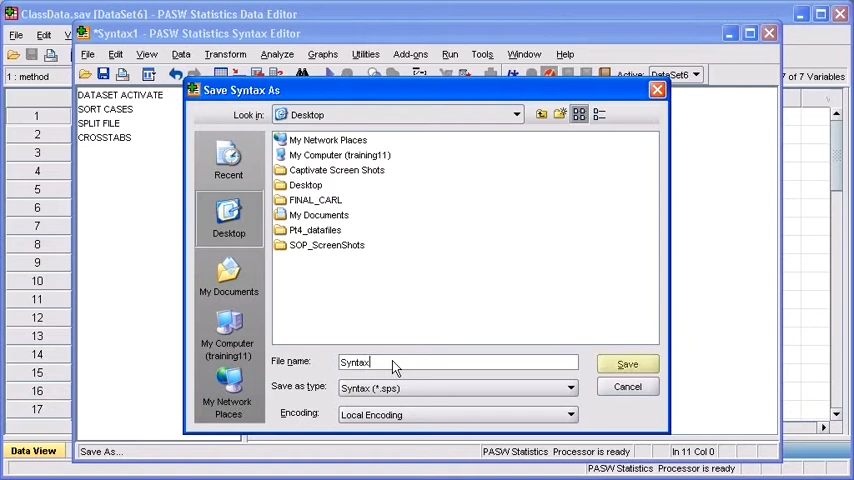 ClassData.sav [DataSet6] - PASW Statistics Data Editor
*Syntax1 - PASW Statistics Syntax Editor
File
File Edit View Data Transform Analyze Graphs Utilities Add-ons Run Tools Window Help
Active: DataSet6
1 : method
7 of 7 Variables
DATASET ACTIVATE
SORT CASES
SPLIT FILE
CROSSTABS
1
2
3
4
5
6
7
8
9
10
11
12
13
14
15
16
17
Save Syntax As
Look in: Desktop
Recent
Desktop
My Documents
My Computer
(training11)
My Network
Places
My Network Places
My Computer (training11)
Captivate Screen Shots
Desktop
FINAL_CARL
My Documents
Pt4_datafiles
SOP_ScreenShots
File name: Syntax
Save
Save as type: Syntax (*.sps)
Cancel
Encoding: Local Encoding
Data View
Save As...
PASW Statistics Processor is ready
In 11 Col 0
PASW Statistics Processor is ready